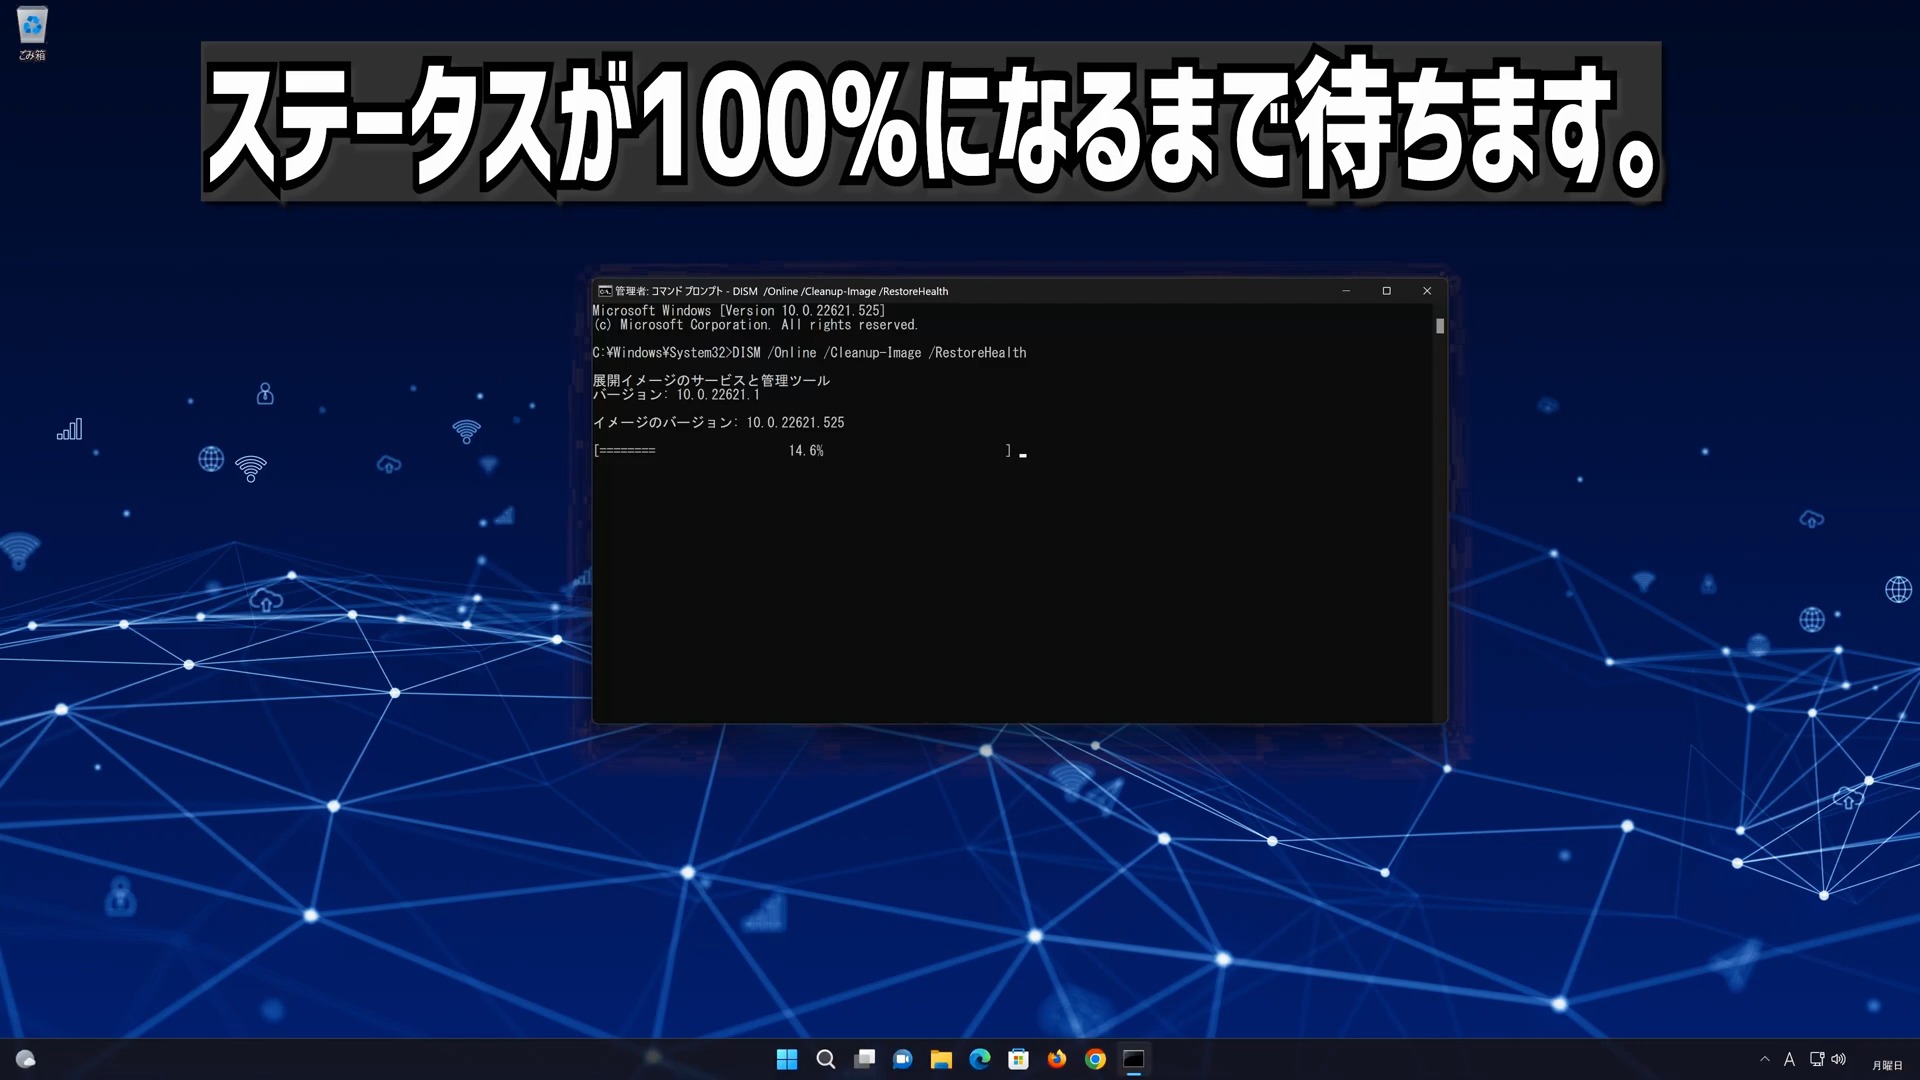 ごみ箱
ステータスが100%になるまで待ちます。
管理者: コマンド プロンプト - DISM  /Online /Cleanup-Image /RestoreHealth
Microsoft Windows [Version 10.0.22621.525]
(c) Microsoft Corporation. All rights reserved.
C:¥Windows¥System32>DISM /Online /Cleanup-Image /RestoreHealth
展開イメージのサービスと管理ツール
バージョン: 10.0.22621.1
イメージのバージョン: 10.0.22621.525
[========                 14.6%                       ]
A
月曜日